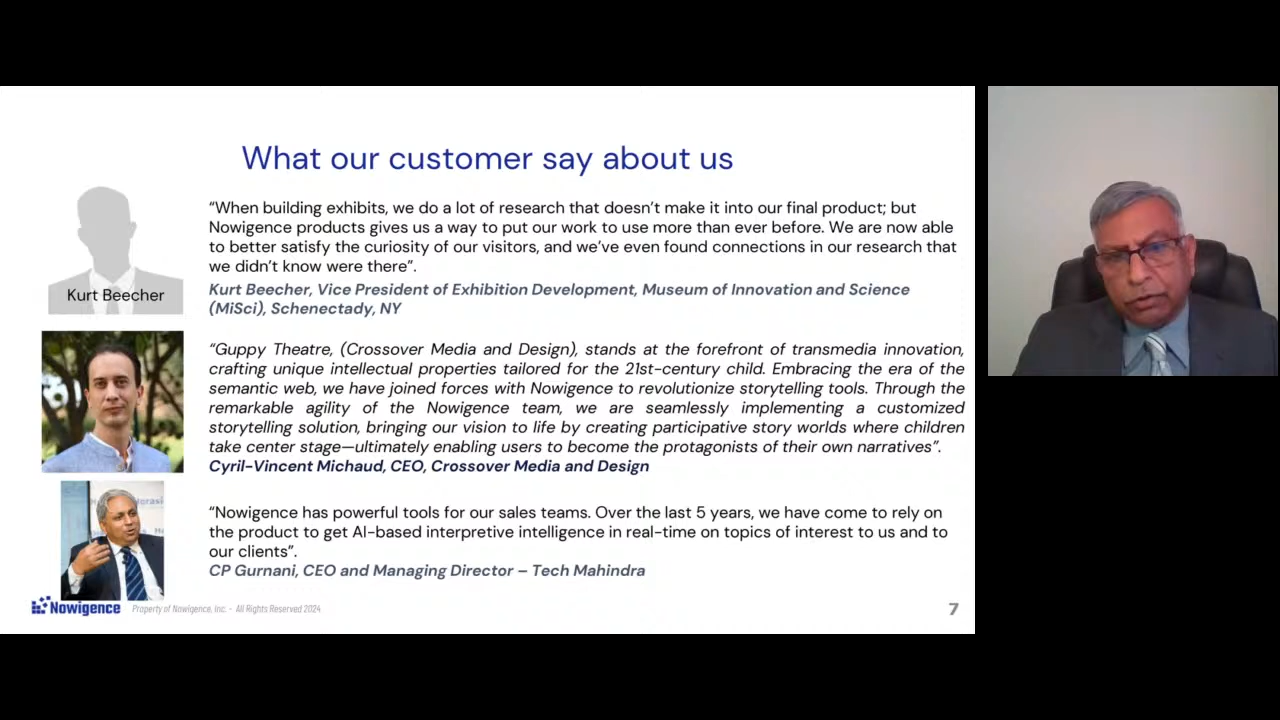 What our customer say about us
“When building exhibits, we do a lot of research that doesn’t make it into our final product; but
Nowigence products gives us a way to put our work to use more than ever before. We are now able
to better satisfy the curiosity of our visitors, and we’ve even found connections in our research that
we didn’t know were there”.
Kurt Beecher
Kurt Beecher, Vice President of Exhibition Development, Museum of Innovation and Science
(MiSci), Schenectady, NY
“Guppy Theatre, (Crossover Media and Design), stands at the forefront of transmedia innovation,
crafting unique intellectual properties tailored for the 21st-century child. Embracing the era of the
semantic web, we have joined forces with Nowigence to revolutionize storytelling tools. Through the
remarkable agility of the Nowigence team, we are seamlessly implementing a customized
storytelling solution, bringing our vision to life by creating participative story worlds where children
take center stage—ultimately enabling users to become the protagonists of their own narratives”.
Cyril-Vincent Michaud, CEO, Crossover Media and Design
“Nowigence has powerful tools for our sales teams. Over the last 5 years, we have come to rely on
the product to get AI-based interpretive intelligence in real-time on topics of interest to us and to
our clients”.
CP Gurnani, CEO and Managing Director – Tech Mahindra
Nowigence
Property of Nowigence, Inc. - All Rights Reserved 2024
7